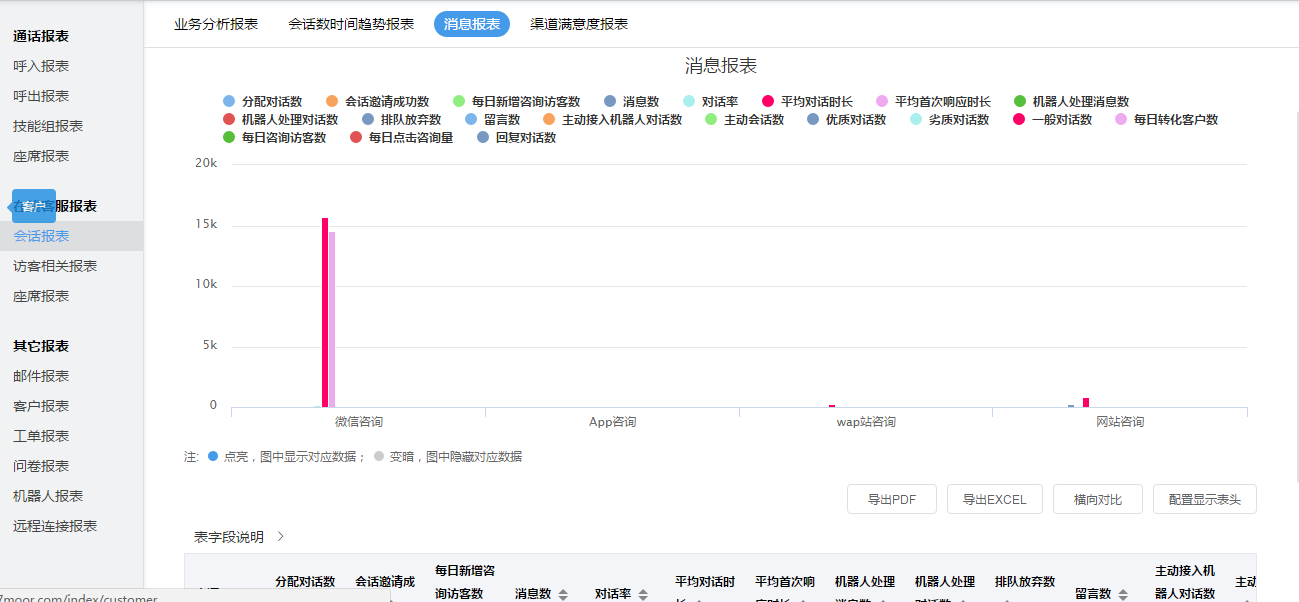 业务分析报表 会话数时间趋势报表 消息报表 渠道满意度报表
通话报表
呼入报表
呼出报表
技能组报表
座席报表
客户
服报表
会话报表
访客相关报表
座席报表
其它报表
邮件报表
客户报表
工单报表
问卷报表
机器人报表
远程连接报表
7moor.com/index/customer
消息报表
分配对话数 会话邀请成功数 每日新增咨询访客数 消息数 对话率 平均对话时长 平均首次响应时长 机器人处理消息数
机器人处理对话数 排队放弃数 留言数 主动接入机器人对话数 主动会话数 优质对话数 劣质对话数 一般对话数 每日转化客户数
每日咨询访客数 每日点击咨询量 回复对话数
20k
15k
10k
5k
0
微信咨询 App咨询 wap站咨询 网站咨询
注: 点亮，图中显示对应数据； 变暗，图中隐藏对应数据
导出PDF 导出EXCEL 横向对比 配置显示表头
表字段说明
分配对话数 会话邀请成 每日新增咨
询访客数 消息数 对话率 平均对话时 平均首次响 机器人处理 机器人处理 排队放弃数 留言数 主动接入机
器人对话数 主动